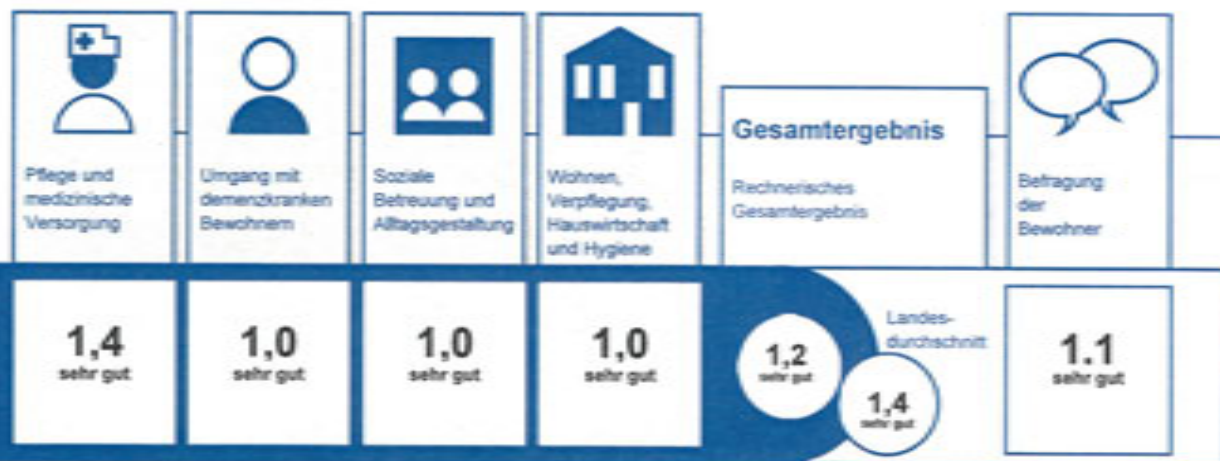 Pflege und
medizinische
Versorgung
Umgang mit
demenzkranken
Bewohnern
Soziale
Betreuung und
Alltagsgestaltung
Wohnen,
Verpflegung,
Hauswirtschaft
und Hygiene
Gesamtergebnis
Rechnerisches
Gesamtergebnis
Befragung
der
Bewohner
1,4
sehr gut
1,0
sehr gut
1,0
sehr gut
1,0
sehr gut
1,2
sehr gut
Landes-
durchschnitt
1,4
sehr gut
1.1
sehr gut